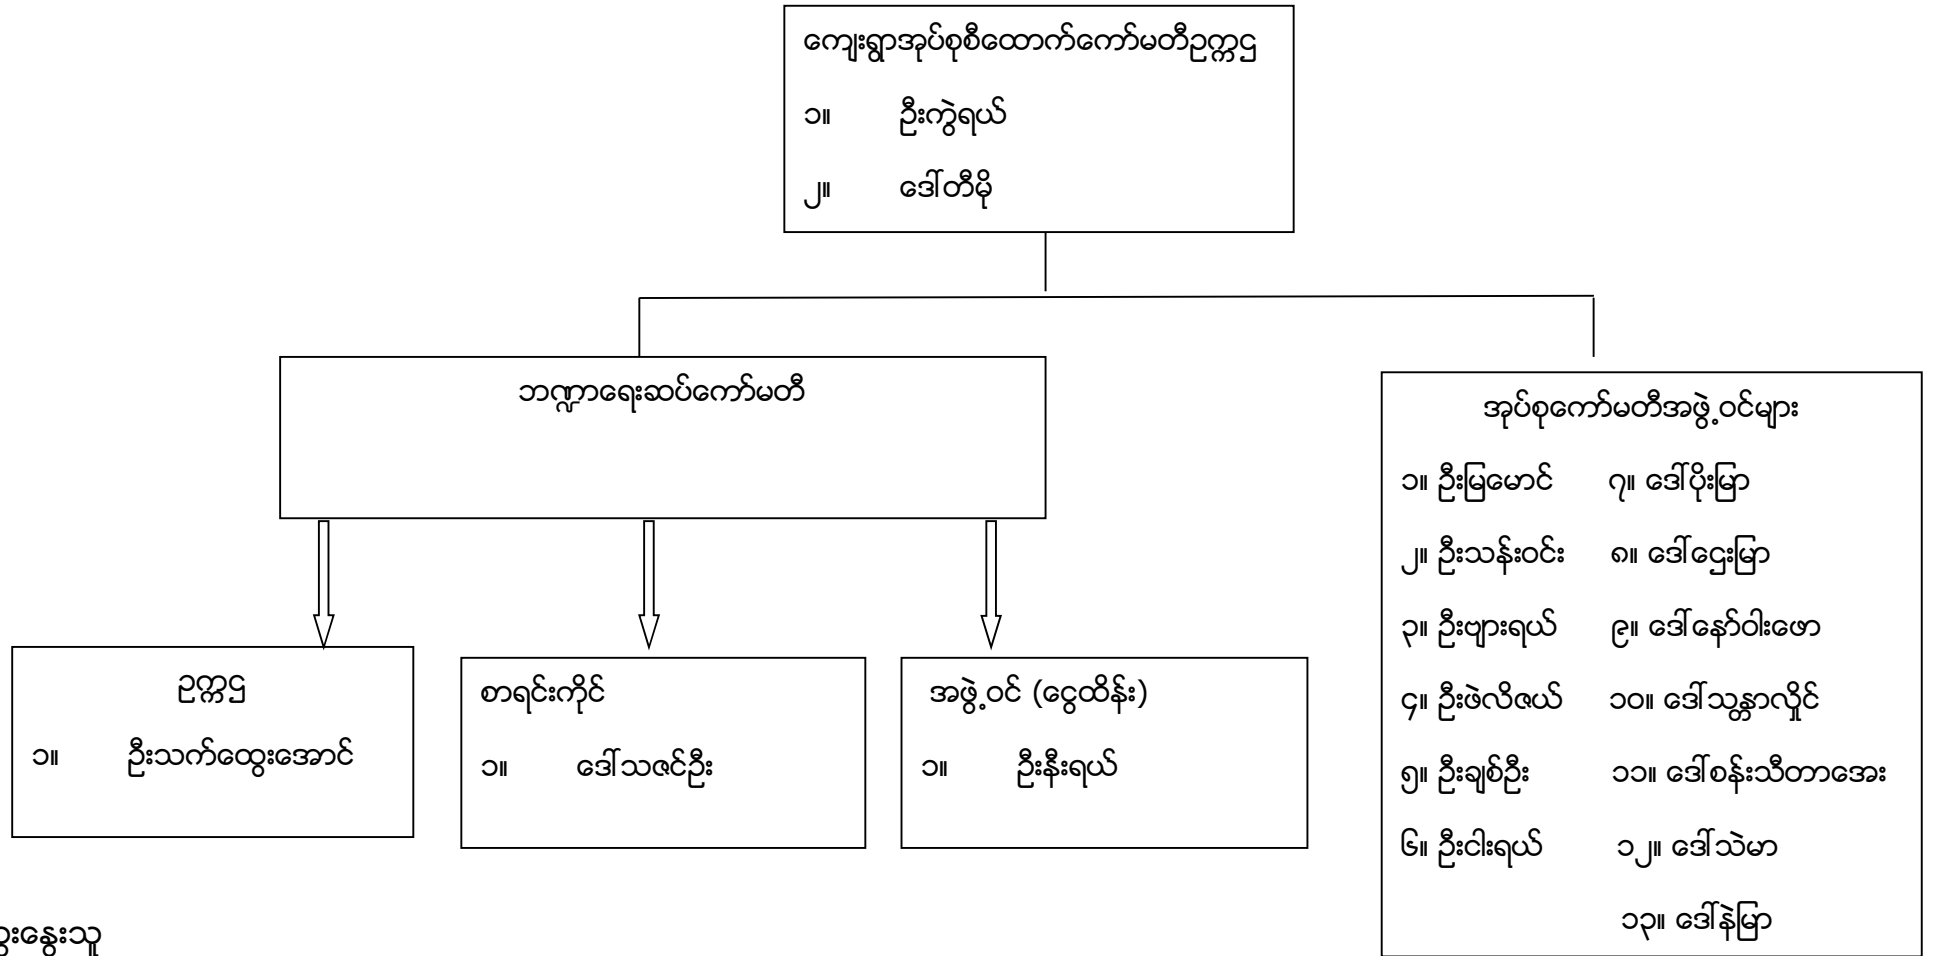 ကျေးရွာအုပ်စုစီထောက်ကော်မတီဥက္ကဌ
၁။ ဦးကွဲရယ်
၂။ ဒေါ်တီမို
ဘဏ္ဍာရေးဆပ်ကော်မတီ
ဥက္ကဌ
၁။ ဦးသက်ထွေးအောင်
စာရင်းကိုင်
၁။ ဒေါ်သဇင်ဦး
အဖွဲ့ဝင် (ငွေထိန်း)
၁။ ဦးနီးရယ်
အုပ်စုကော်မတီအဖွဲ့ဝင်များ
၁။ ဦးမြမောင် ၇။ ဒေါ်ပိုးမြာ
၂။ ဦးသန်းဝင်း ၈။ ဒေါ်ဌေးမြာ
၃။ ဦးဗျားရယ် ၉။ ဒေါ်နော်ဝါးဖော
၄။ ဦးဖဲလိဇယ် ၁၀။ ဒေါ်သန္တာလှိုင်
၅။ ဦးချစ်ဦး ၁၁။ ဒေါ်စန်းသီတာအေး
၆။ ဦးငါးရယ် ၁၂။ ဒေါ်သဲမာ
၁၃။ ဒေါ်နဲမြာ